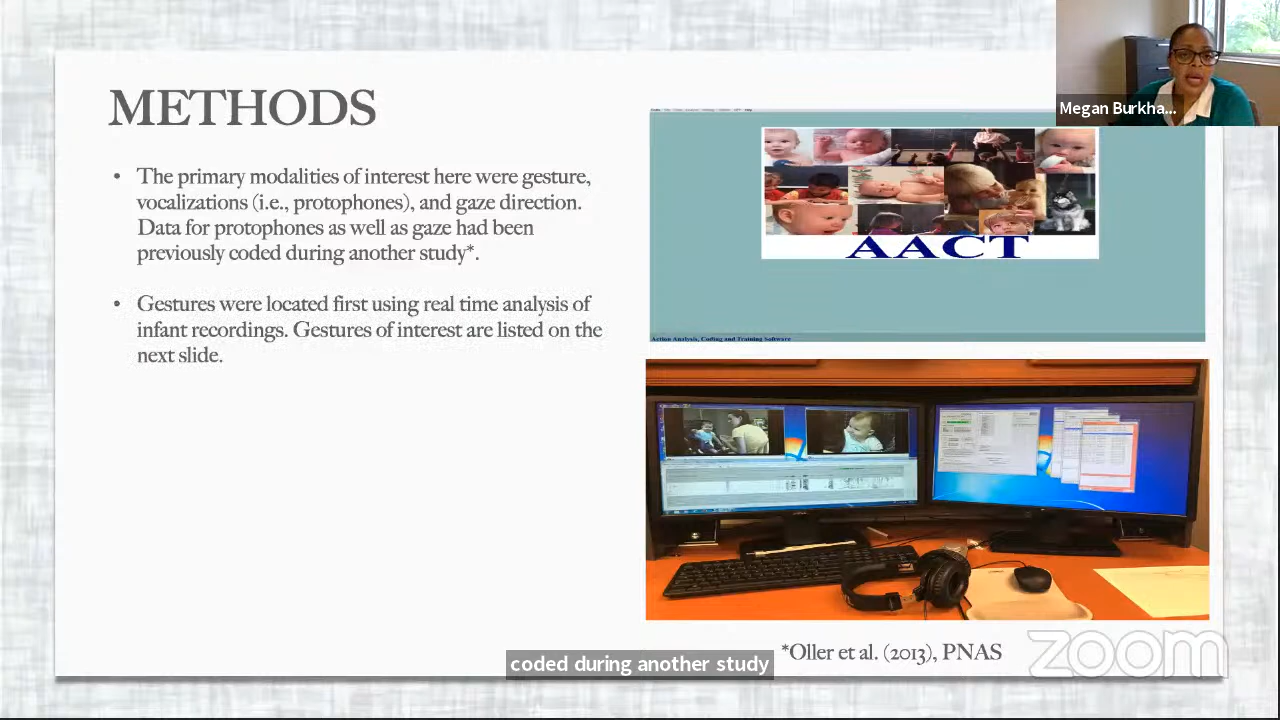 Megan Burkha...
METHODS
• The primary modalities of interest here were gesture,
vocalizations (i.e., protophones), and gaze direction.
Data for protophones as well as gaze had been
previously coded during another study*.
• Gestures were located first using real time analysis of
infant recordings. Gestures of interest are listed on the
next slide.
AACT
Action Analysis, Coding and Training Software
*Oller et al. (2013), PNAS
coded during another study
zoom